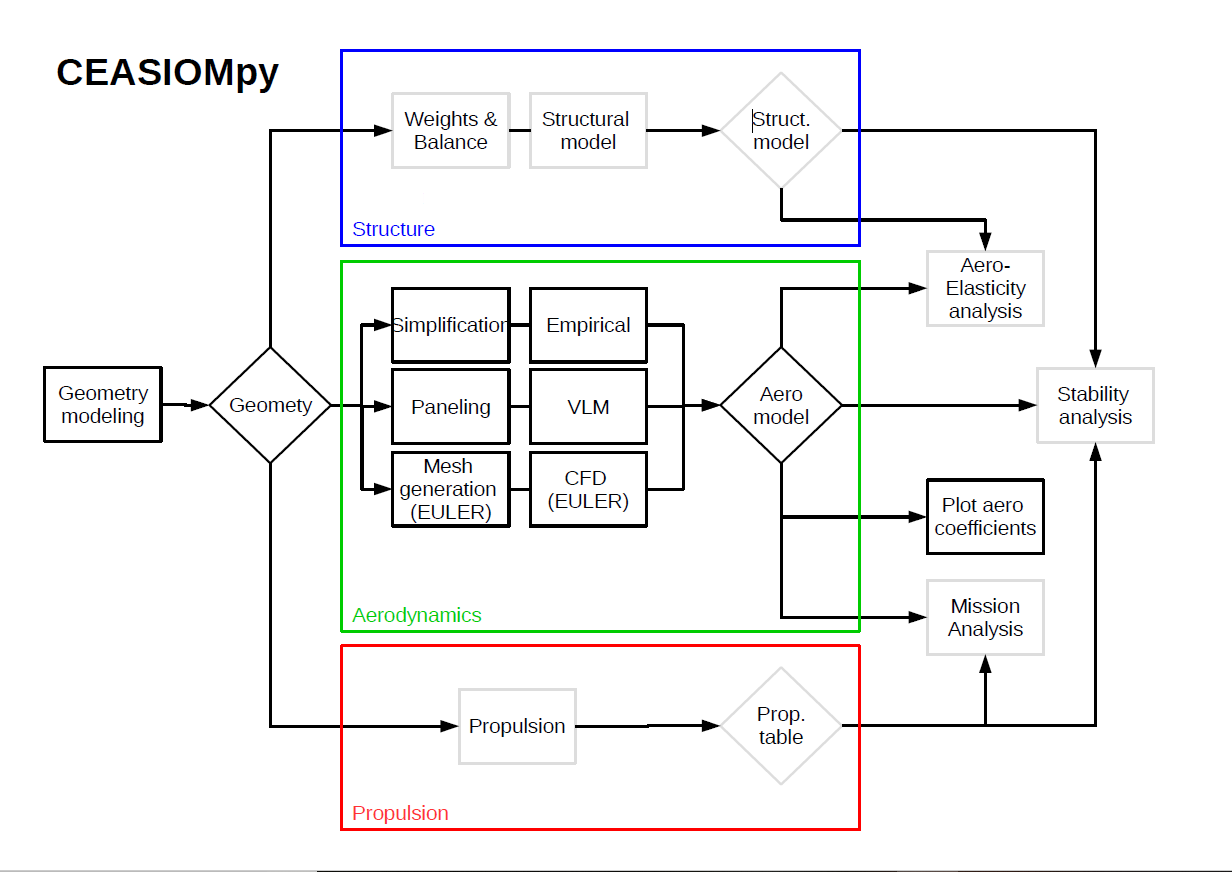 CEASIOMpy
Weights &
Balance
Structural
model
Struct.
model
Structure
Aero-
Elasticity
analysis
Geometry
modeling
Geomety
Simplification
Empirical
Paneling
VLM
Mesh
generation
(EULER)
CFD
(EULER)
Aero
model
Stability
analysis
Plot aero
coefficients
Aerodynamics
Mission
Analysis
Propulsion
Prop.
table
Propulsion